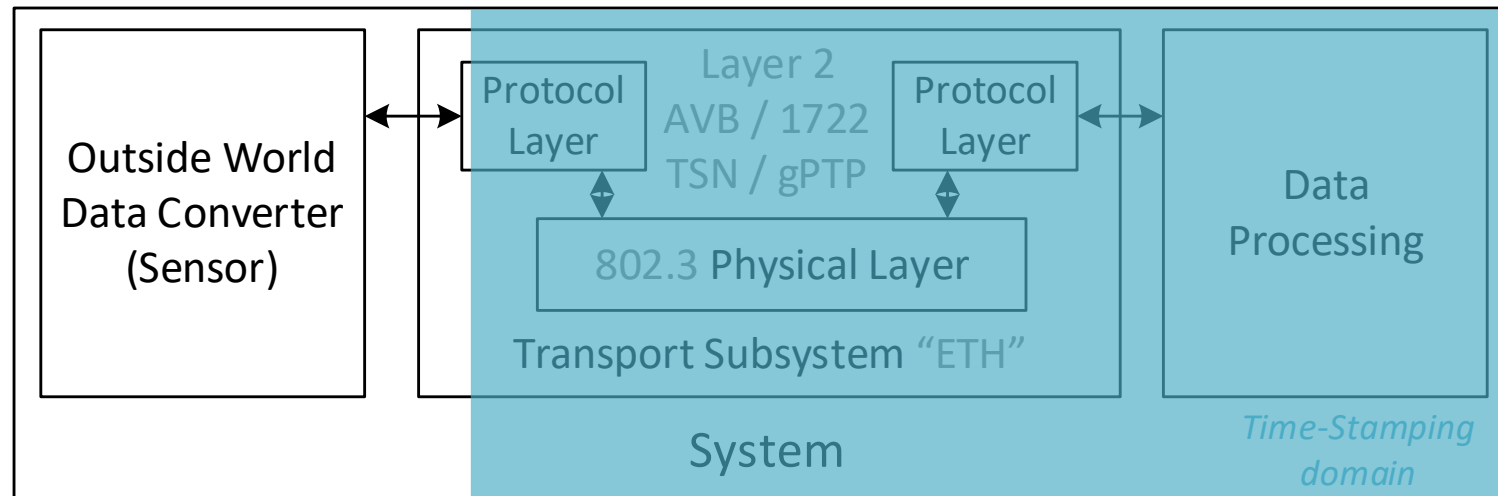 Outside World
Data Converter
(Sensor)
Protocol
Layer
Layer 2
AVB / 1722
TSN / gPTP
Protocol
Layer
802.3 Physical Layer
Transport Subsystem “ETH”
Data
Processing
System
Time-Stamping
domain